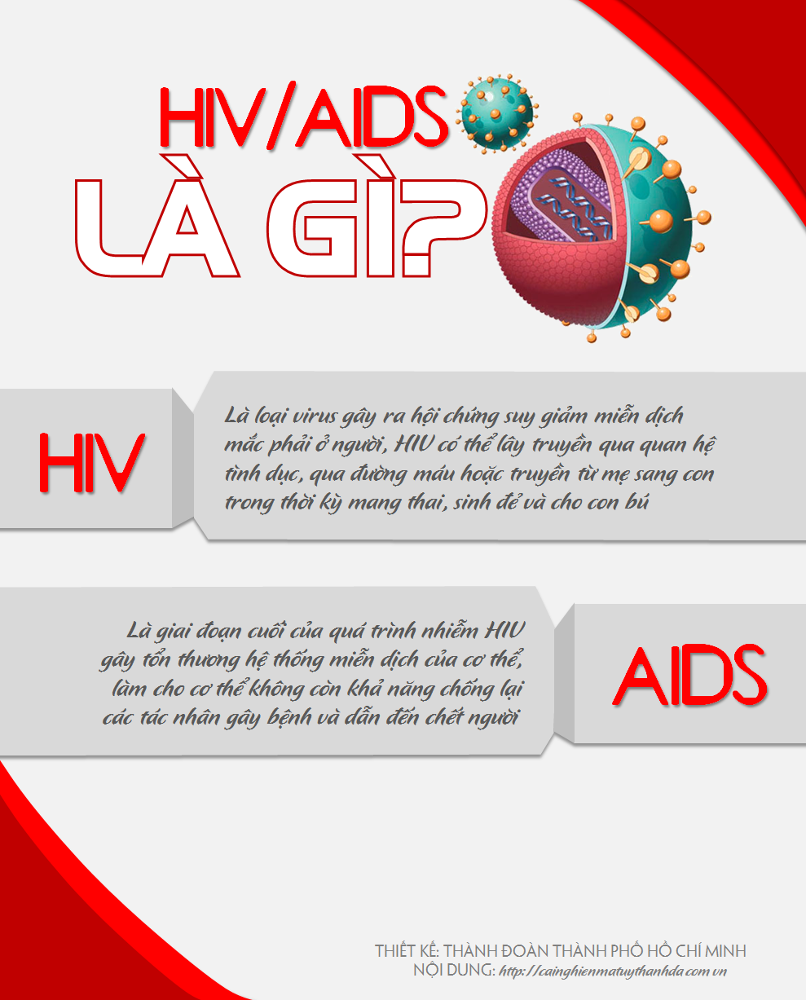 HIV/AIDS
LÀ GÌ?
HIV
Là loại virus gây ra hội chứng suy giảm miễn dịch
mắc phải ở người, HIV có thể lây truyền qua quan hệ
tình dục, qua đường máu hoặc truyền từ mẹ sang con
trong thời kỳ mang thai, sinh đẻ và cho con bú
Là giai đoạn cuối của quá trình nhiễm HIV
gây tổn thương hệ thống miễn dịch của cơ thể,
làm cho cơ thể không còn khả năng chống lại
các tác nhân gây bệnh và dẫn đến chết người
AIDS
THIẾT KẾ: THÀNH ĐOÀN THÀNH PHỐ HỒ CHÍ MINH
NỘI DUNG: http://cainghienmatuythanhda.com.vn